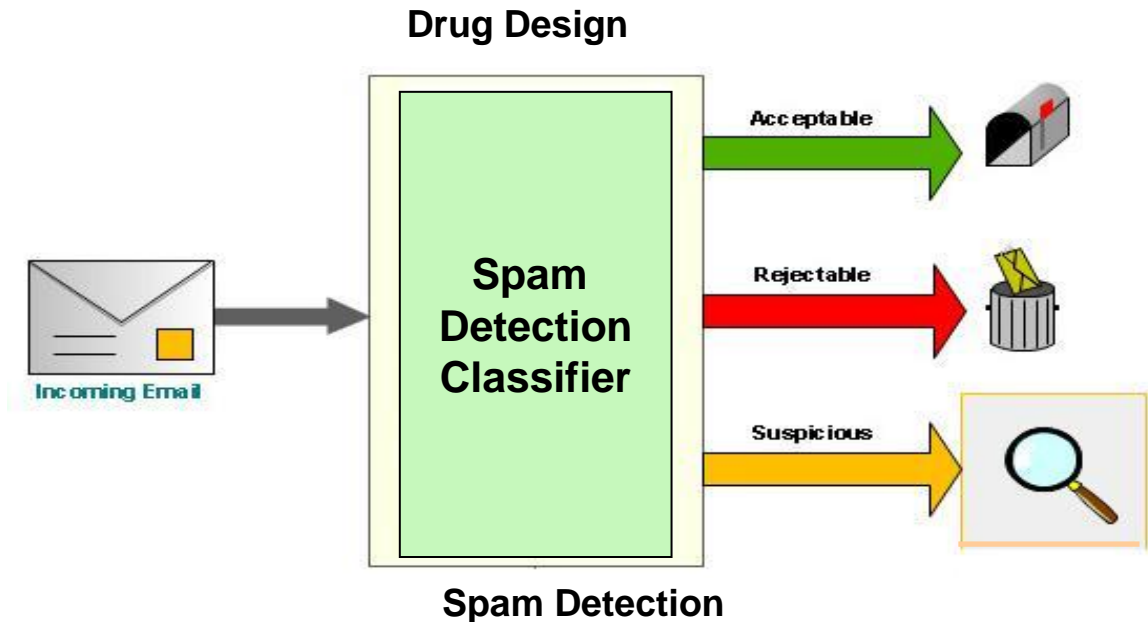 Drug Design
Acceptable
Spam
Detection
Classifier
Rejectable
Incoming Email
Suspicious
Spam Detection